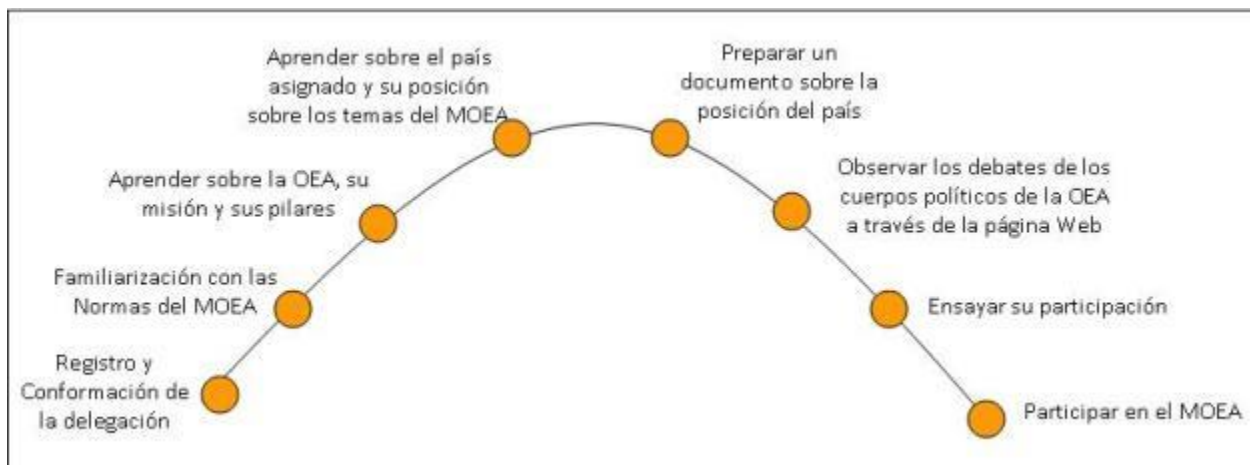 Registro y
Conformación de
la delegación
Familiarización con las
Normas del MOEA
Aprender sobre la OEA, su
misión y sus pilares
Aprender sobre el país
asignado y su posición
sobre los temas del MOEA
Preparar un
documento sobre la
posición del país
Observar los debates de los
cuerpos políticos de la OEA
a través de la página Web
Ensayar su participación
Participar en el MOEA